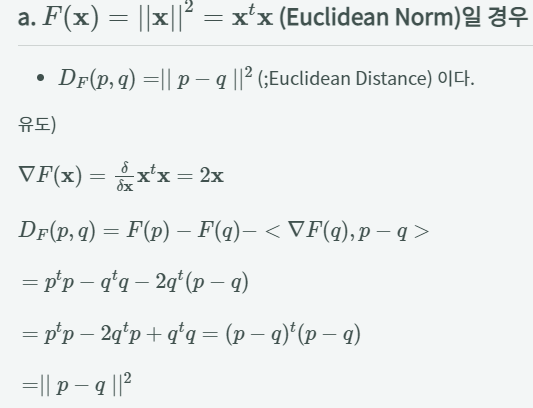 a. F(𝐱) = ||𝐱||² = 𝐱ᵗ𝐱 (Euclidean Norm)일 경우
• D_F(p, q) =|| p − q ||² (;Euclidean Distance) 이다.
유도)
∇F(𝐱) = δ/δ𝐱 𝐱ᵗ𝐱 = 2𝐱
D_F(p, q) = F(p) − F(q)− < ∇F(q), p − q >
= pᵗp − qᵗq − 2qᵗ(p − q)
= pᵗp − 2qᵗp + qᵗq = (p − q)ᵗ(p − q)
=|| p − q ||²